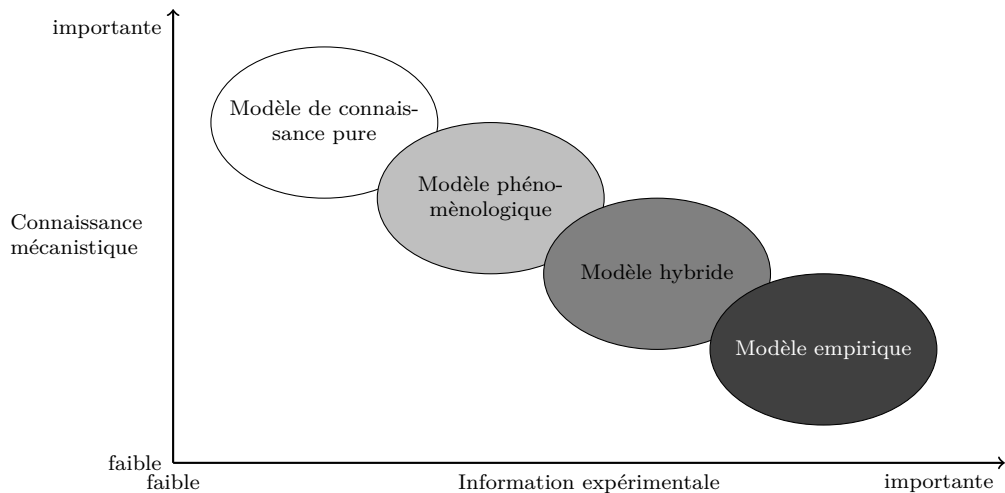 importante
Modèle de connais-
sance pure
Modèle phéno-
mènologique
Connaissance
mécanistique
Modèle hybride
Modèle empirique
faible
faible
Information expérimentale
importante